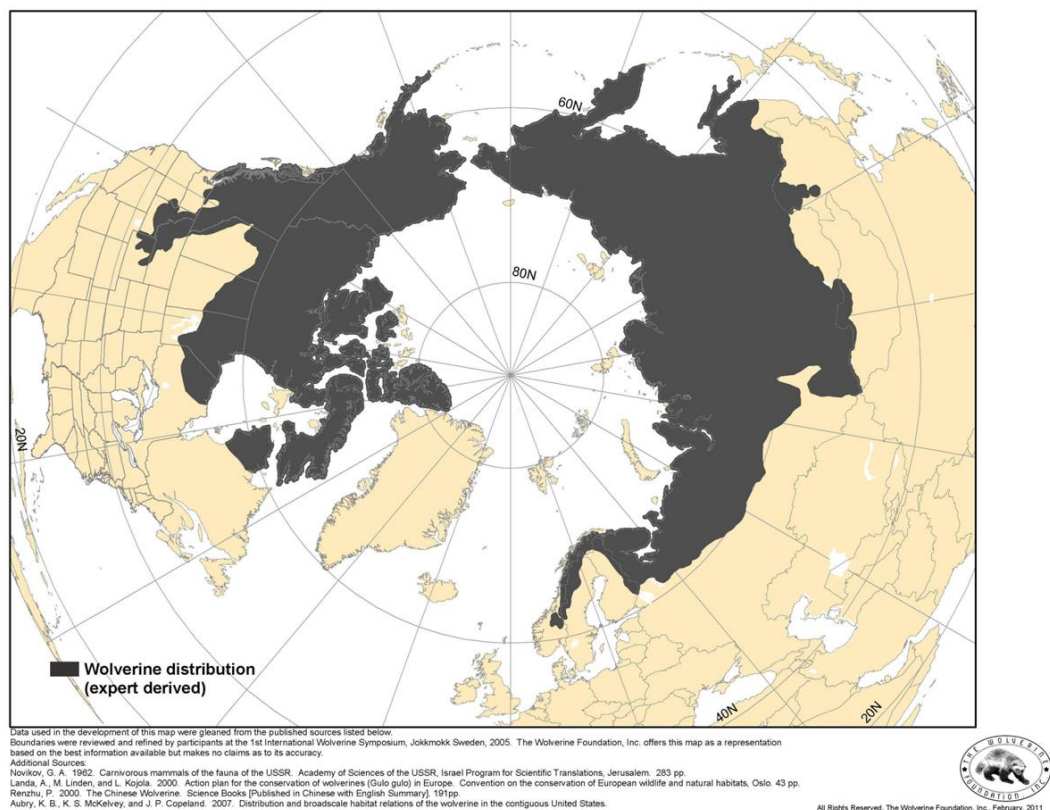 60N
80N
20N
40N
20N
Wolverine distribution
(expert derived)
Data used in the development of this map were gleaned from the published sources listed below.
Boundaries were reviewed and refined by participants at the 1st International Wolverine Symposium, Jokkmokk Sweden, 2005. The Wolverine Foundation, Inc. offers this map as a representation
based on the best information available but makes no claims as to its accuracy.
Additional Sources:
Novikov, G. A. 1962. Carnivorous mammals of the fauna of the USSR. Academy of Sciences of the USSR, Israel Program for Scientific Translations, Jerusalem. 283 pp.
Landa, A., M. Linden, and L. Kojola. 2000. Action plan for the conservation of wolverines (Gulo gulo) in Europe. Convention on the conservation of European wildlife and natural habitats, Oslo. 43 pp.
Renzhu, P. 2000. The Chinese Wolverine. Science Books [Published in Chinese with English Summary]. 191pp.
Aubry, K. B., K. S. McKelvey, and J. P. Copeland. 2007. Distribution and broadscale habitat relations of the wolverine in the contiguous United States.
THE WOLVERINE
FOUNDATION, INC.
All Rights Reserved. The Wolverine Foundation, Inc. February, 2011